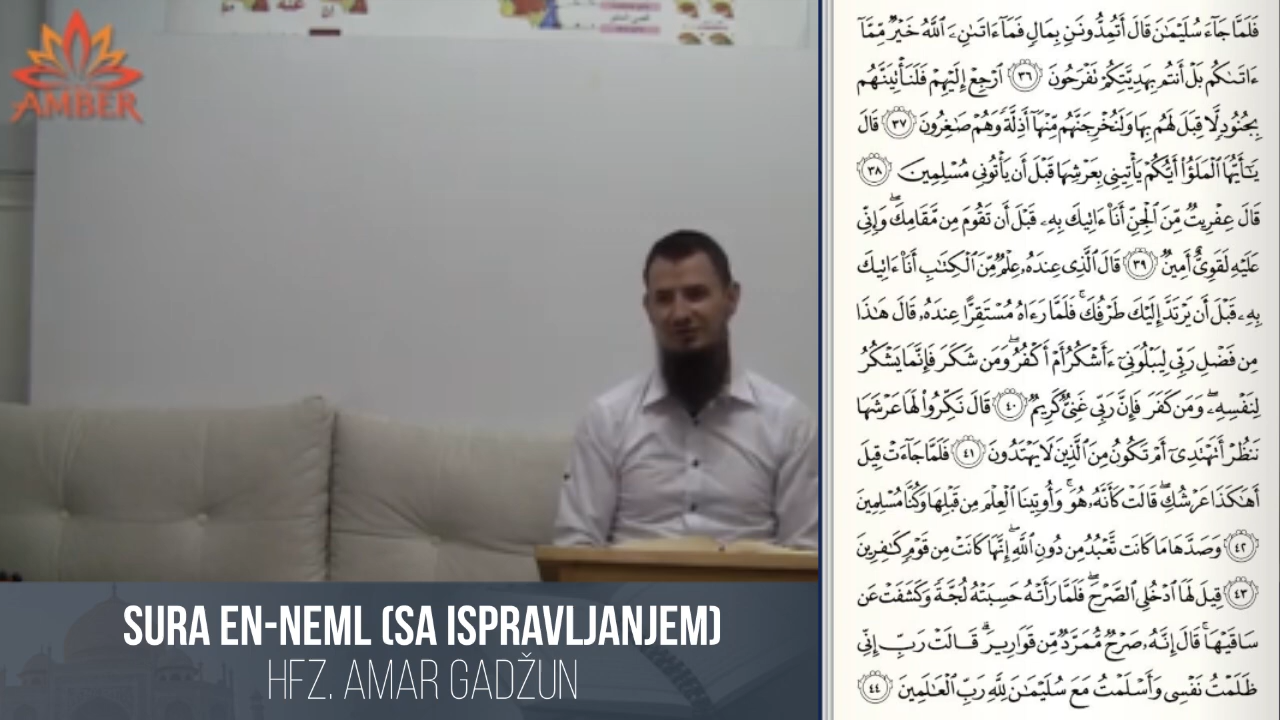 AMBER
SURA EN-NEML (SA ISPRAVLJANJEM)
HFZ. AMAR GADŽUN
فَلَمَّا جَآءَ سُلَيْمَٰنَ قَالَ أَتُمِدُّونَنِ بِمَالٍ فَمَآ ءَاتَىٰنِۦَ ٱللَّهُ خَيْرٌ مِّمَّآ
ءَاتَىٰكُم بَلْ أَنتُم بِهَدِيَّتِكُمْ تَفْرَحُونَ ٣٦ ٱرْجِعْ إِلَيْهِمْ فَلَنَأْتِيَنَّهُم
بِجُنُودٍ لَّا قِبَلَ لَهُم بِهَا وَلَنُخْرِجَنَّهُم مِّنْهَآ أَذِلَّةً وَهُمْ صَٰغِرُونَ ٣٧ قَالَ
يَٰٓأَيُّهَا ٱلْمَلَؤُا۟ أَيُّكُمْ يَأْتِينِى بِعَرْشِهَا قَبْلَ أَن يَأْتُونِى مُسْلِمِينَ ٣٨
قَالَ عِفْرِيتٌ مِّنَ ٱلْجِنِّ أَنَا۠ ءَاتِيكَ بِهِۦ قَبْلَ أَن تَقُومَ مِن مَّقَامِكَ ۖ وَإِنِّى
عَلَيْهِ لَقَوِىٌّ أَمِينٌ ٣٩ قَالَ ٱلَّذِى عِندَهُۥ عِلْمٌ مِّنَ ٱلْكِتَٰبِ أَنَا۠ ءَاتِيكَ
بِهِۦ قَبْلَ أَن يَرْتَدَّ إِلَيْكَ طَرْفُكَ ۚ فَلَمَّا رَءَاهُ مُسْتَقِرًّا عِندَهُۥ قَالَ هَٰذَا
مِن فَضْلِ رَبِّى لِيَبْلُوَنِىٓ ءَأَشْكُرُ أَمْ أَكْفُرُ ۖ وَمَن شَكَرَ فَإِنَّمَا يَشْكُرُ
لِنَفْسِهِۦ ۖ وَمَن كَفَرَ فَإِنَّ رَبِّى غَنِىٌّ كَرِيمٌ ٤٠ قَالَ نَكِّرُوا۟ لَهَا عَرْشَهَا
نَنظُرْ أَتَهْتَدِىٓ أَمْ تَكُونُ مِنَ ٱلَّذِينَ لَا يَهْتَدُونَ ٤١ فَلَمَّا جَآءَتْ قِيلَ
أَهَٰكَذَا عَرْشُكِ ۖ قَالَتْ كَأَنَّهُۥ هُوَ ۚ وَأُوتِينَا ٱلْعِلْمَ مِن قَبْلِهَا وَكُنَّا مُسْلِمِينَ
٤٢ وَصَدَّهَا مَا كَانَت تَّعْبُدُ مِن دُونِ ٱللَّهِ ۖ إِنَّهَا كَانَتْ مِن قَوْمٍ كَٰفِرِينَ
٤٣ قِيلَ لَهَا ٱدْخُلِى ٱلصَّرْحَ ۖ فَلَمَّا رَأَتْهُ حَسِبَتْهُ لُجَّةً وَكَشَفَتْ عَن
سَاقَيْهَا ۚ قَالَ إِنَّهُۥ صَرْحٌ مُّمَرَّدٌ مِّن قَوَارِيرَ ۗ قَالَتْ رَبِّ إِنِّى
ظَلَمْتُ نَفْسِى وَأَسْلَمْتُ مَعَ سُلَيْمَٰنَ لِلَّهِ رَبِّ ٱلْعَٰلَمِينَ ٤٤